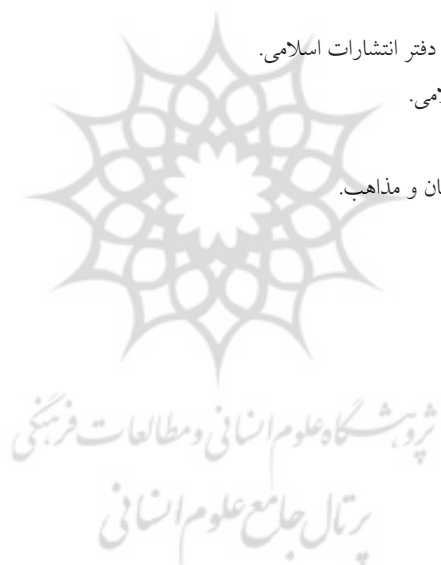 دفتر انتشارات اسلامی.
لامی.
ان و مذاهب.
پژوهشگاه علوم انسانی و مطالعات فرهنگی
پرتال جامع علوم انسانی